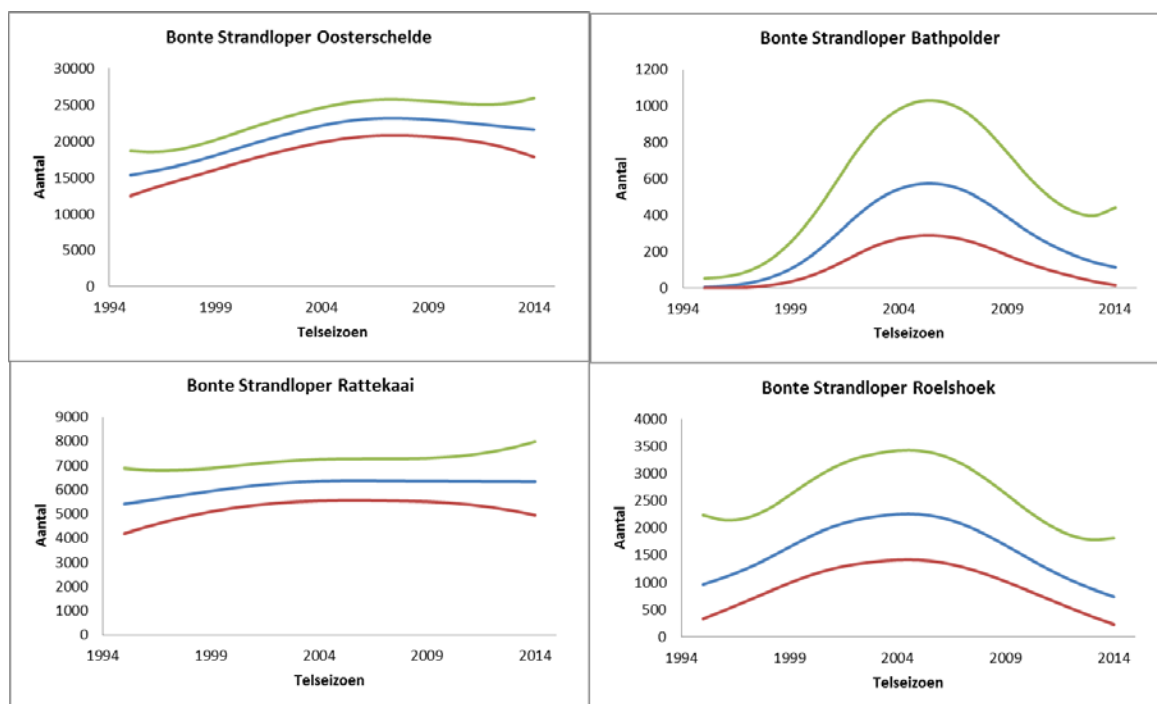 Bonte Strandloper Oosterschelde
30000
25000
20000
15000
10000
5000
0
Aantal
1994 1999 2004 2009 2014
Telseizoen
Bonte Strandloper Bathpolder
1200
1000
800
600
400
200
0
Aantal
1994 1999 2004 2009 2014
Telseizoen
Bonte Strandloper Rattekaai
9000
8000
7000
6000
5000
4000
3000
2000
1000
0
Aantal
1994 1999 2004 2009 2014
Telseizoen
Bonte Strandloper Roelshoek
4000
3500
3000
2500
2000
1500
1000
500
0
Aantal
1994 1999 2004 2009 2014
Telseizoen